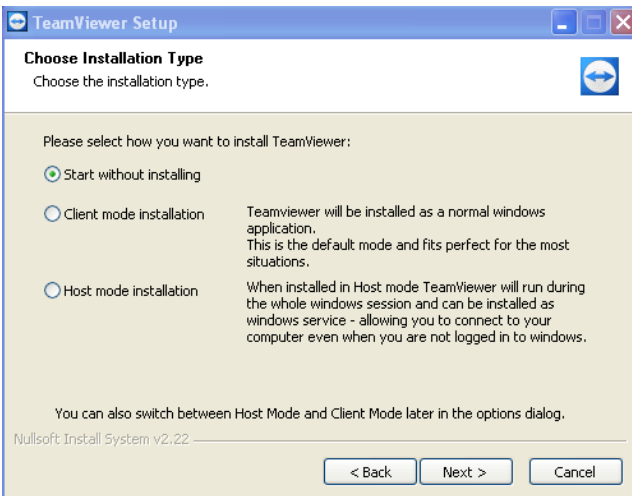 TeamViewer Setup
Choose Installation Type
Choose the installation type.
Please select how you want to install TeamViewer:
Start without installing
Client mode installation
Teamviewer will be installed as a normal windows
application.
This is the default mode and fits perfect for the most
situations.
Host mode installation
When installed in Host mode TeamViewer will run during
the whole windows session and can be installed as
windows service - allowing you to connect to your
computer even when you are not logged in to windows.
You can also switch between Host Mode and Client Mode later in the options dialog.
Nullsoft Install System v2.22
< Back Next > Cancel